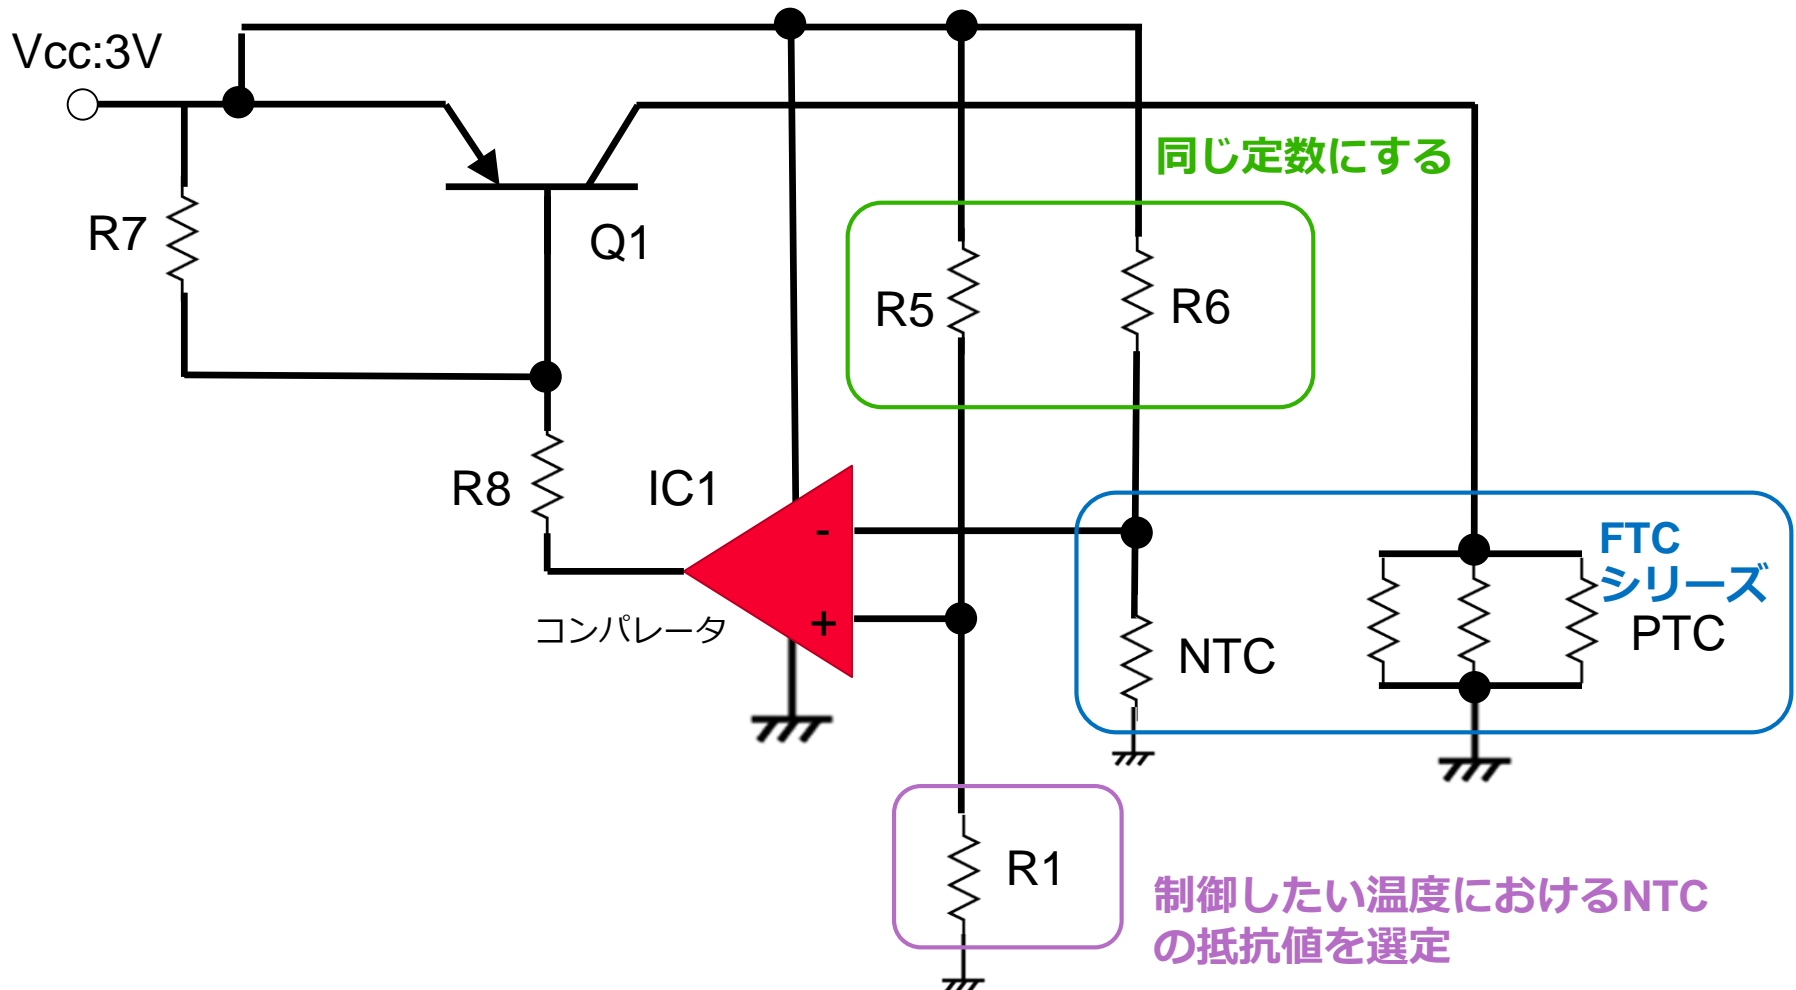 Vcc:3V
同じ定数にする
R7
Q1
R5
R6
R8
IC1
-
+
コンパレータ
NTC
FTC
シリーズ
PTC
R1
制御したい温度におけるNTC
の抵抗値を選定